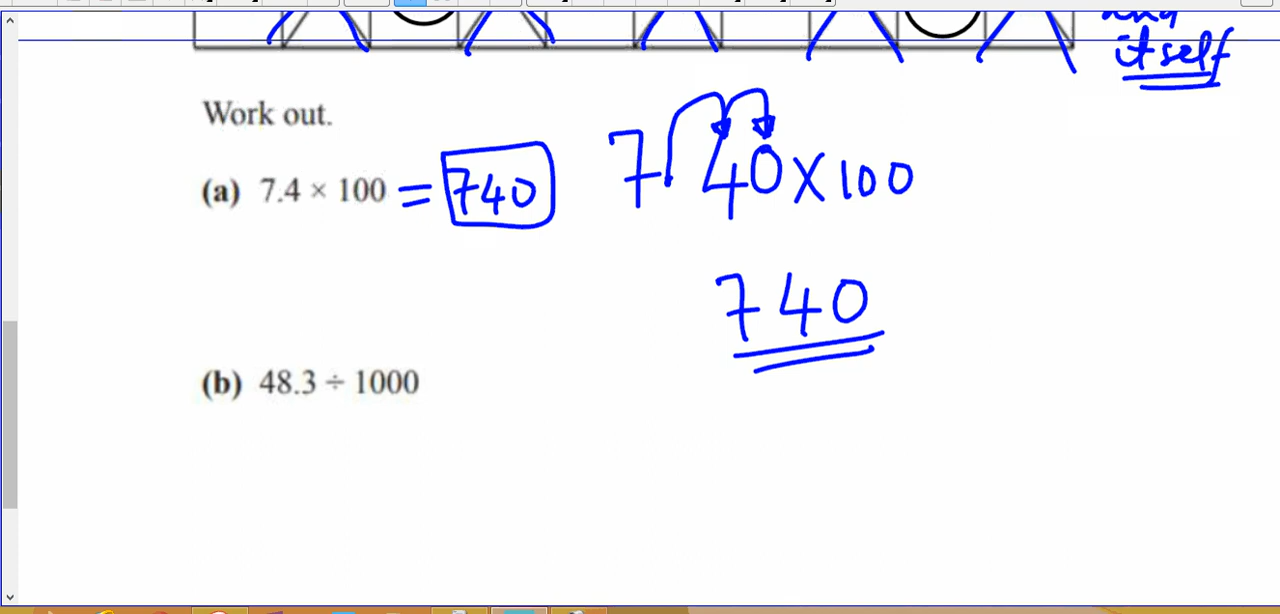 itself
Work out.
(a) 7.4 × 100 = 740
7.40 × 100
740
(b) 48.3 ÷ 1000